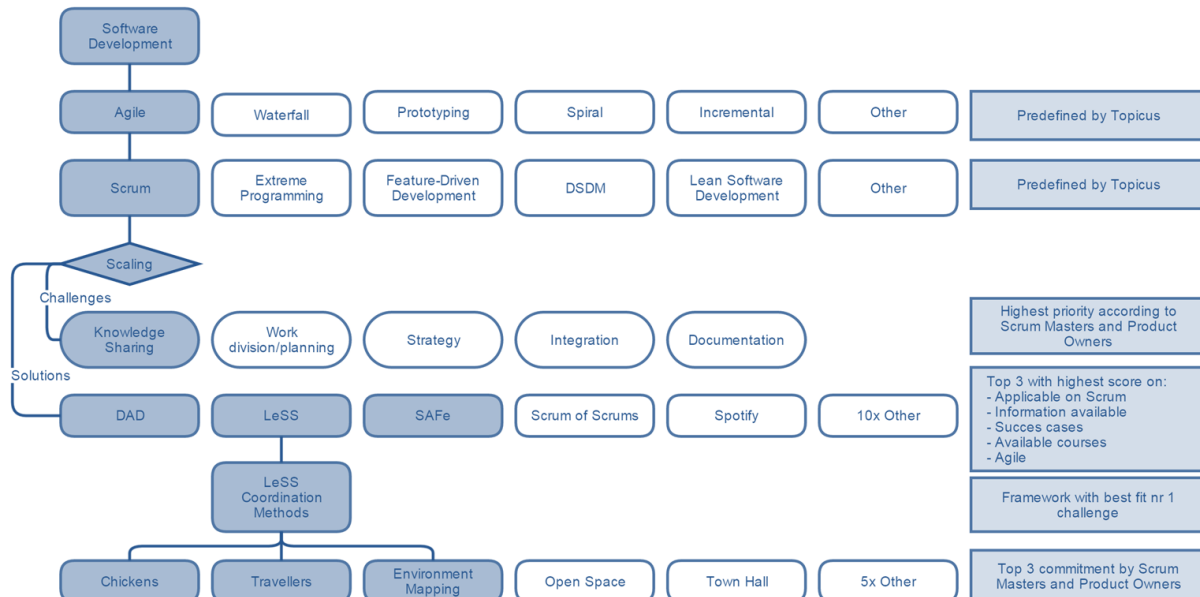 Software
Development
Agile
Waterfall
Prototyping
Spiral
Incremental
Other
Predefined by Topicus
Scrum
Extreme
Programming
Feature-Driven
Development
DSDM
Lean Software
Development
Other
Predefined by Topicus
Scaling
Challenges
Knowledge
Sharing
Work
division/planning
Strategy
Integration
Documentation
Highest priority according to
Scrum Masters and Product
Owners
Solutions
DAD
LeSS
SAFe
Scrum of Scrums
Spotify
10x Other
Top 3 with highest score on:
- Applicable on Scrum
- Information available
- Succes cases
- Available courses
- Agile
LeSS
Coordination
Methods
Framework with best fit nr 1
challenge
Chickens
Travellers
Environment
Mapping
Open Space
Town Hall
5x Other
Top 3 commitment by Scrum
Masters and Product Owners